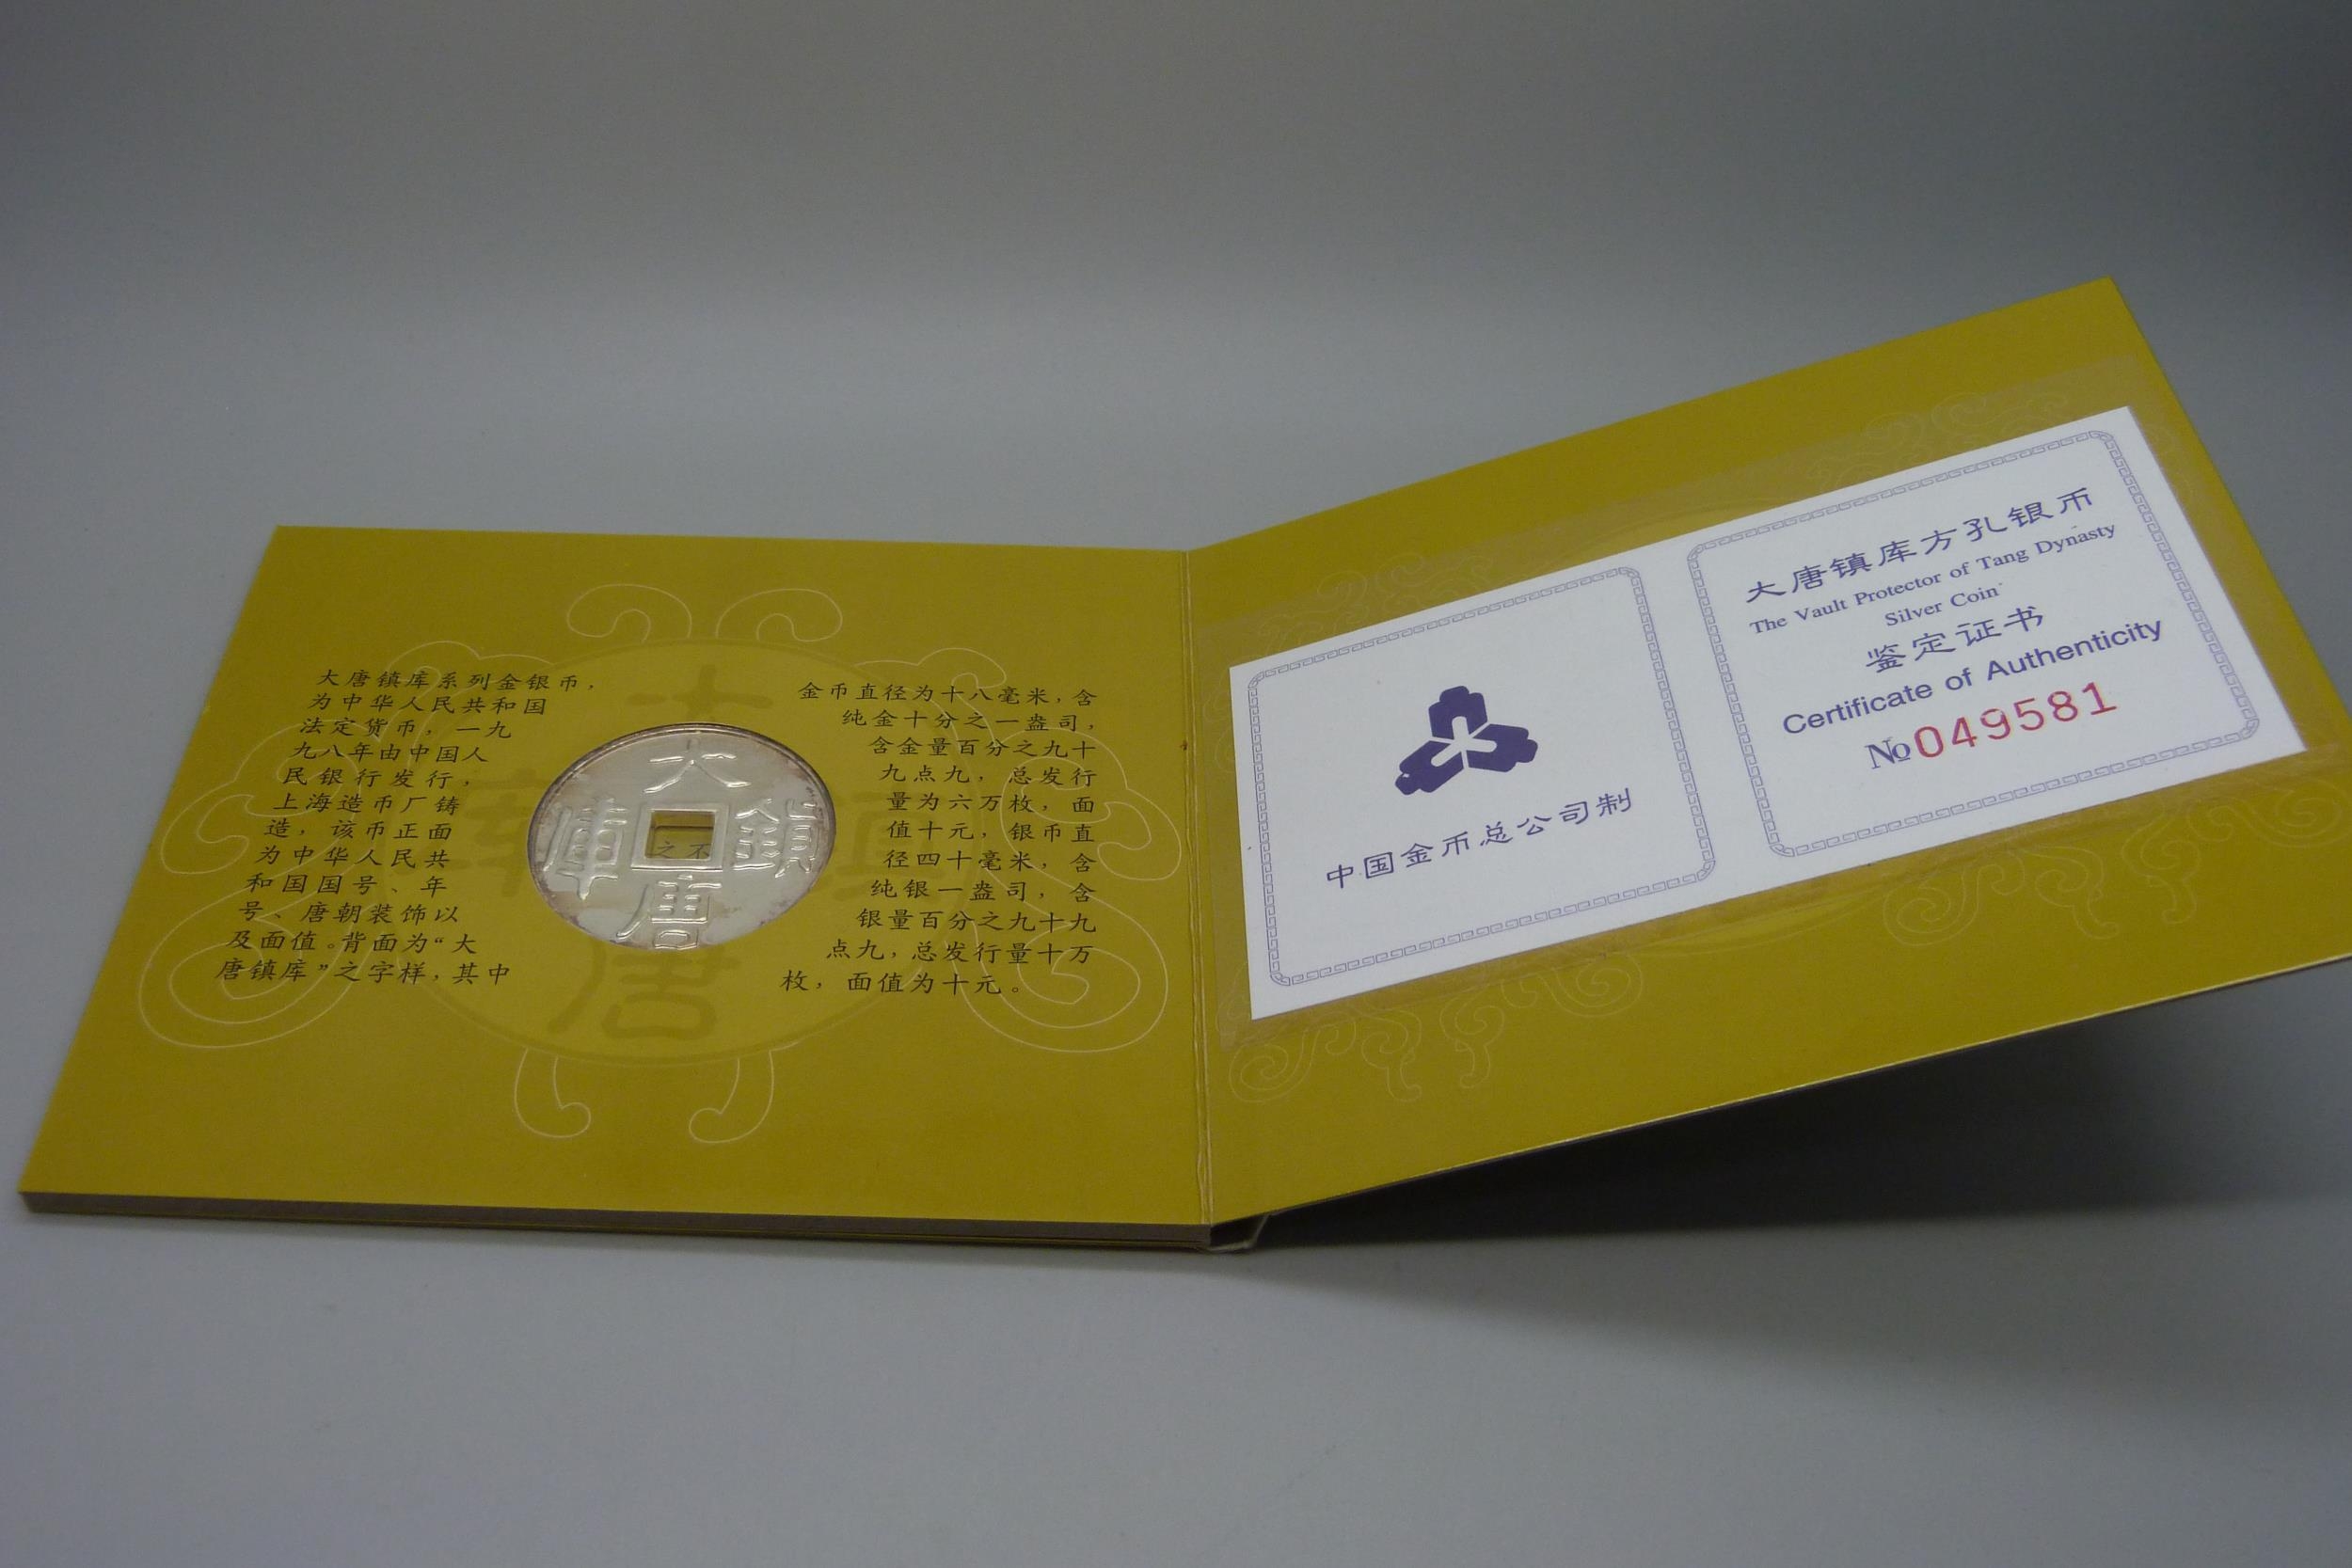 大唐镇库系列金银币，
为中华人民共和国
法定货币，一九
九八年由中国人
民银行发行，
上海造币厂铸
造，该币正面
为中华人民共
和国国号、年
号、唐朝装饰以
及面值。背面为“大
唐镇库”之字样，其中
金币直径为十八毫米，含
纯金十分之一盎司，
含金量百分之九十
九点九，总发行
量为六万枚，面
值十元，银币直
径四十毫米，含
纯银一盎司，含
银量百分之九十九
点九，总发行量十万
枚，面值为十元。
大
庫 鎮
之不
唐
中国金币总公司制
大唐镇库方孔银币
The Vault Protector of Tang Dynasty
Silver Coin
鉴定证书
Certificate of Authenticity
№049581